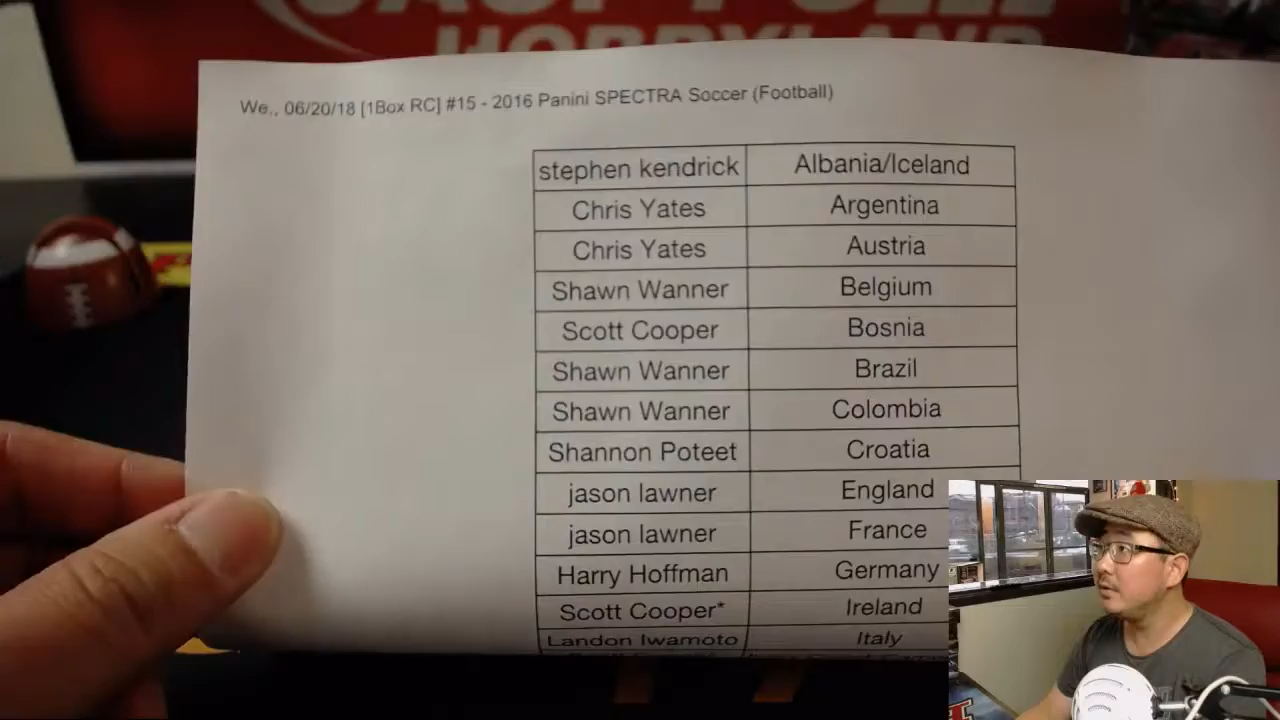 HOBBYLAND
We., 06/20/18 [1Box RC] #15 - 2016 Panini SPECTRA Soccer (Football)
stephen kendrick Albania/Iceland
Chris Yates Argentina
Chris Yates Austria
Shawn Wanner Belgium
Scott Cooper Bosnia
Shawn Wanner Brazil
Shawn Wanner Colombia
Shannon Poteet Croatia
jason lawner England
jason lawner France
Harry Hoffman Germany
Scott Cooper* Ireland
Landon Iwamoto Italy